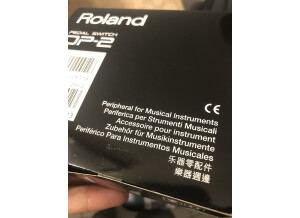 Roland
PEDAL SWITCH
DP-2
CE
Peripheral for Musical Instruments
Periferica per Strumenti Musicali
Accessoire pour instrument
Zubehör für Musikinstrumente
Periférico Para Instrumentos Musicales
乐器零配件
樂器週邊